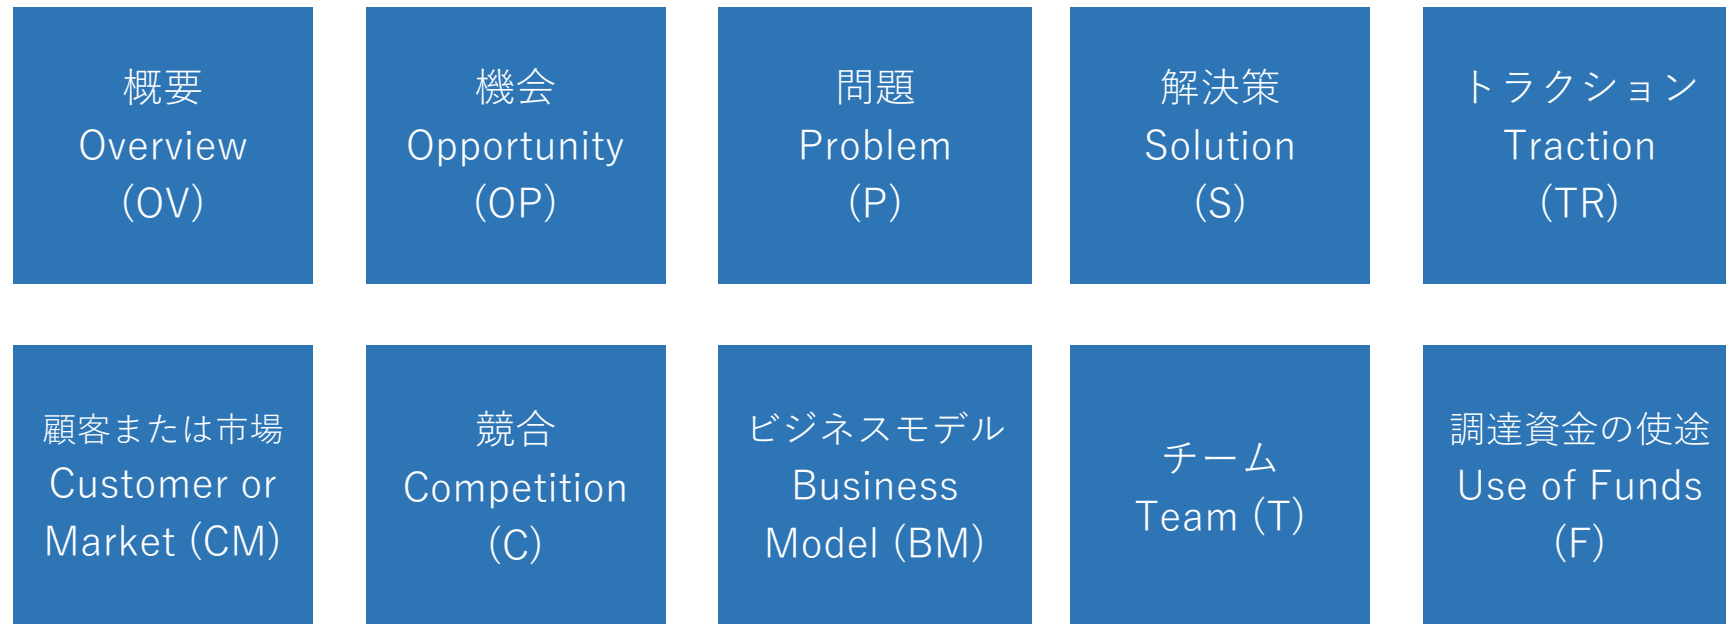 概要
Overview
(OV)
機会
Opportunity
(OP)
問題
Problem
(P)
解決策
Solution
(S)
トラクション
Traction
(TR)
顧客または市場
Customer or
Market (CM)
競合
Competition
(C)
ビジネスモデル
Business
Model (BM)
チーム
Team (T)
調達資金の使途
Use of Funds
(F)